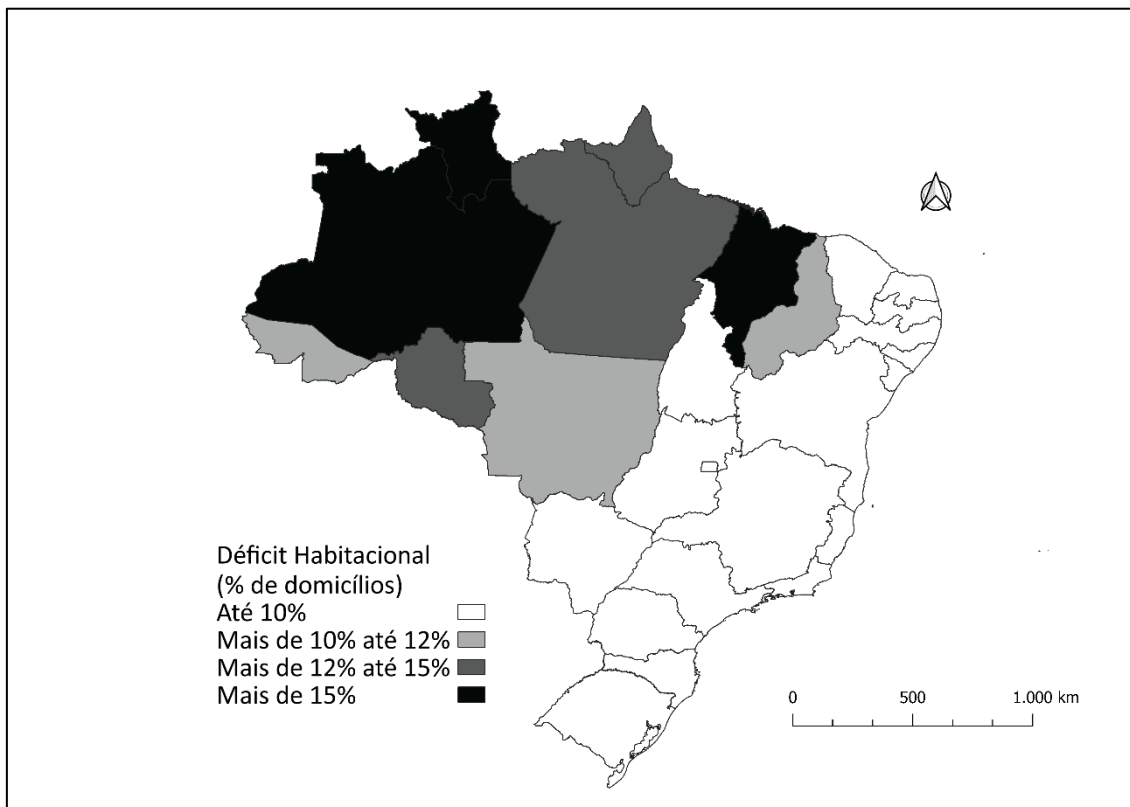 Déficit Habitacional
(% de domicílios)
Até 10%
Mais de 10% até 12%
Mais de 12% até 15%
Mais de 15%
0 500 1.000 km